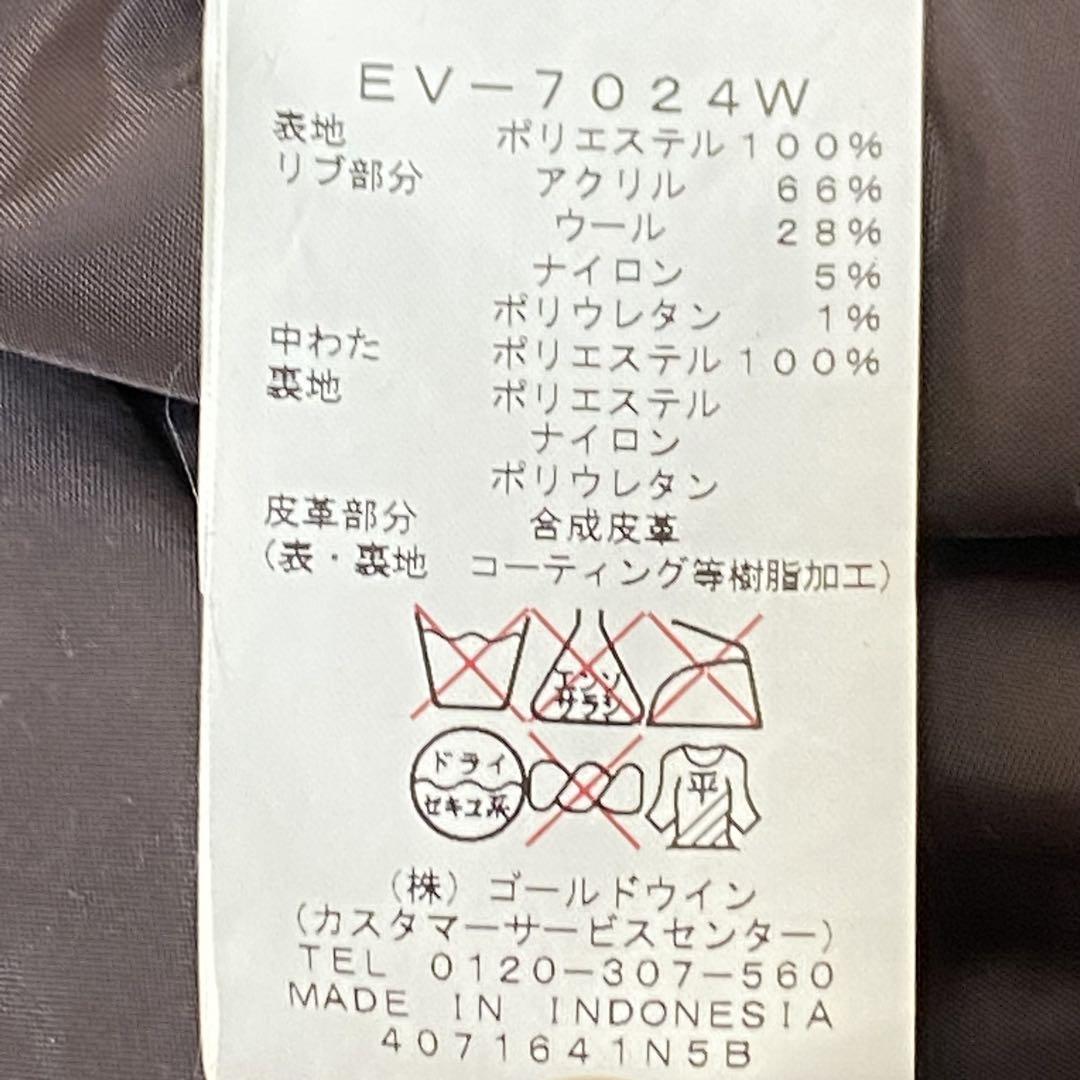 EV-7024W
表地 ポリエステル 100%
リブ部分 アクリル 66%
ウール 28%
ナイロン 5%
ポリウレタン 1%
中わた ポリエステル 100%
裏地 ポリエステル
ナイロン
ポリウレタン
皮革部分 合成皮革
(表・裏地 コーティング等樹脂加工)
エンソ
サラシ
ドライ
セキユ系
平
(株) ゴールドウイン
(カスタマーサービスセンター)
TEL 0120-307-560
MADE IN INDONESIA
4071641N5B